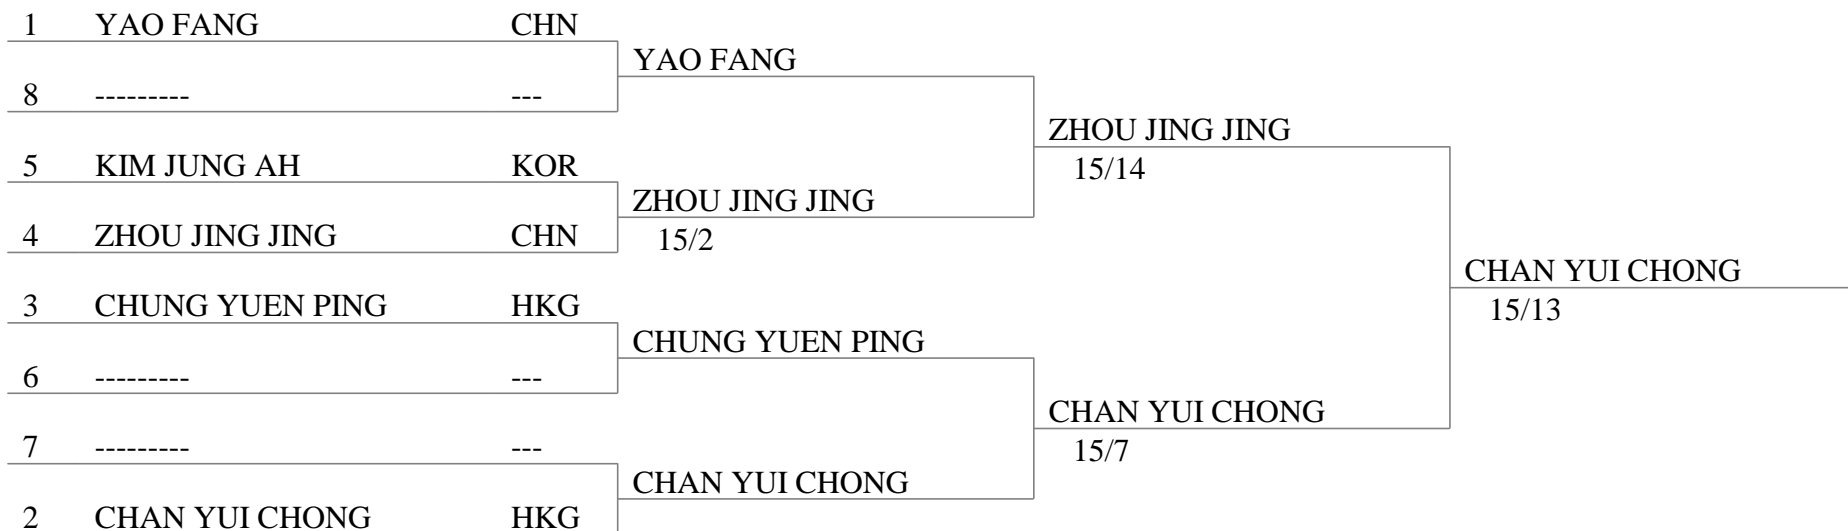 1 YAO FANG CHN
YAO FANG
8 --------- ---
ZHOU JING JING
15/14
5 KIM JUNG AH KOR
ZHOU JING JING
15/2
4 ZHOU JING JING CHN
CHAN YUI CHONG
15/13
3 CHUNG YUEN PING HKG
CHUNG YUEN PING
6 --------- ---
CHAN YUI CHONG
15/7
7 --------- ---
CHAN YUI CHONG
2 CHAN YUI CHONG HKG